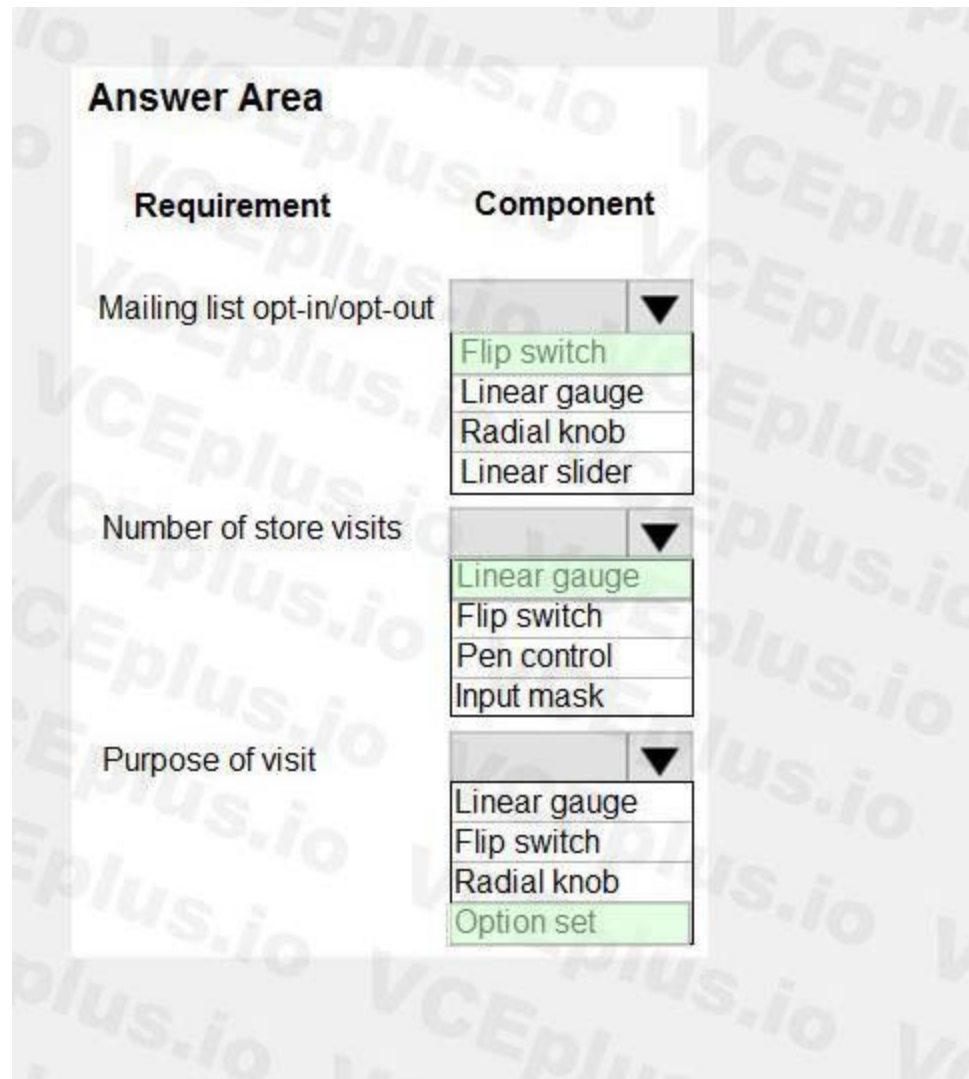 Answer Area
Requirement Component
Mailing list opt-in/opt-out
Flip switch
Linear gauge
Radial knob
Linear slider
Number of store visits
Linear gauge
Flip switch
Pen control
Input mask
Purpose of visit
Linear gauge
Flip switch
Radial knob
Option set
VCEplus.io